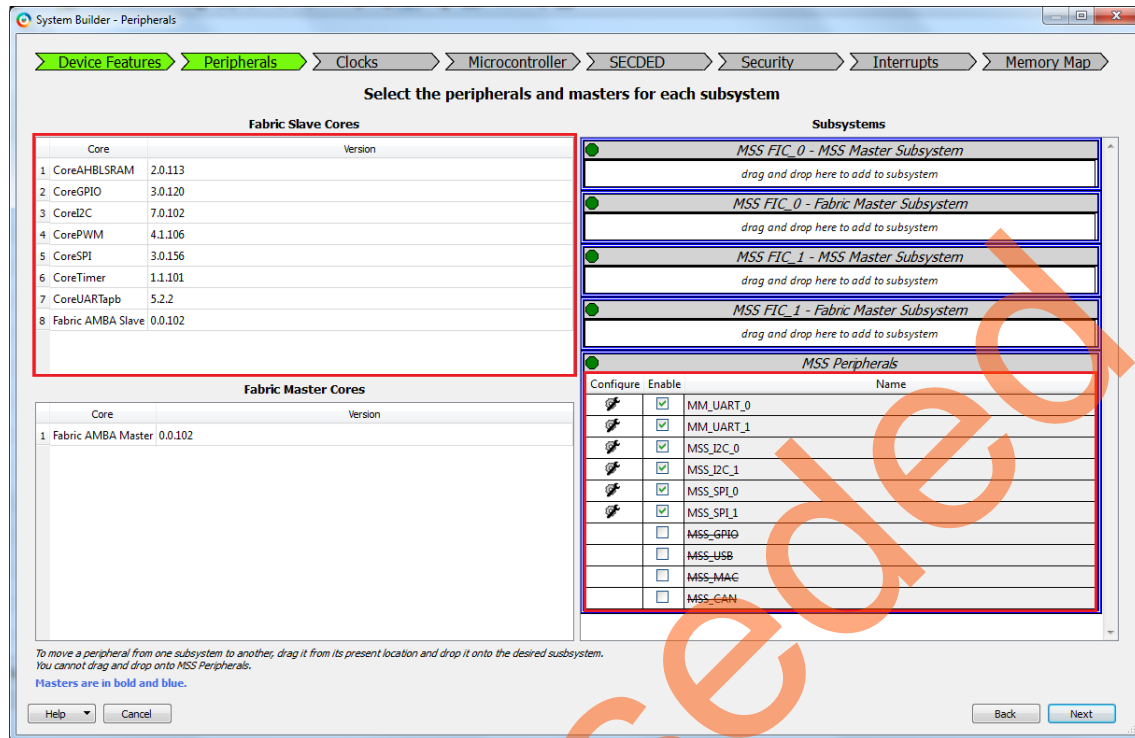 System Builder - Peripherals
Device Features Peripherals Clocks Microcontroller SECDED Security Interrupts Memory Map
Select the peripherals and masters for each subsystem
Fabric Slave Cores
Core Version
1 CoreAHBLSRAM 2.0.113
2 CoreGPIO 3.0.120
3 CoreI2C 7.0.102
4 CorePWM 4.1.106
5 CoreSPI 3.0.156
6 CoreTimer 1.1.101
7 CoreUARTapb 5.2.2
8 Fabric AMBA Slave 0.0.102
Fabric Master Cores
Core Version
1 Fabric AMBA Master 0.0.102
Subsystems
MSS FIC_0 - MSS Master Subsystem
drag and drop here to add to subsystem
MSS FIC_0 - Fabric Master Subsystem
drag and drop here to add to subsystem
MSS FIC_1 - MSS Master Subsystem
drag and drop here to add to subsystem
MSS FIC_1 - Fabric Master Subsystem
drag and drop here to add to subsystem
MSS Peripherals
Configure Enable Name
MM_UART_0
MM_UART_1
MSS_I2C_0
MSS_I2C_1
MSS_SPI_0
MSS_SPI_1
MSS_GPIO
MSS_USB
MSS_MAC
MSS_CAN
To move a peripheral from one subsystem to another, drag it from its present location and drop it onto the desired susbsystem.
You cannot drag and drop onto MSS Peripherals.
Masters are in bold and blue.
Help Cancel Back Next
seded